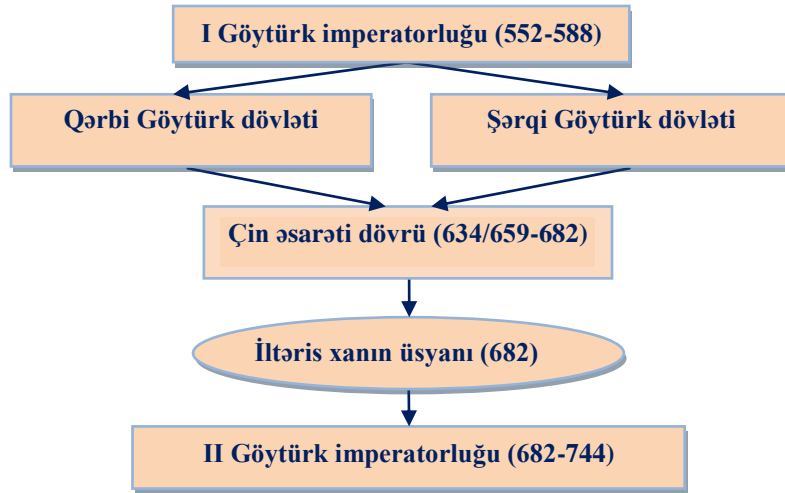 I Göytürk imperatorluğu (552-588)
Qərbi Göytürk dövləti
Şərqi Göytürk dövləti
Çin əsarəti dövrü (634/659-682)
İltəris xanın üsyanı (682)
II Göytürk imperatorluğu (682-744)